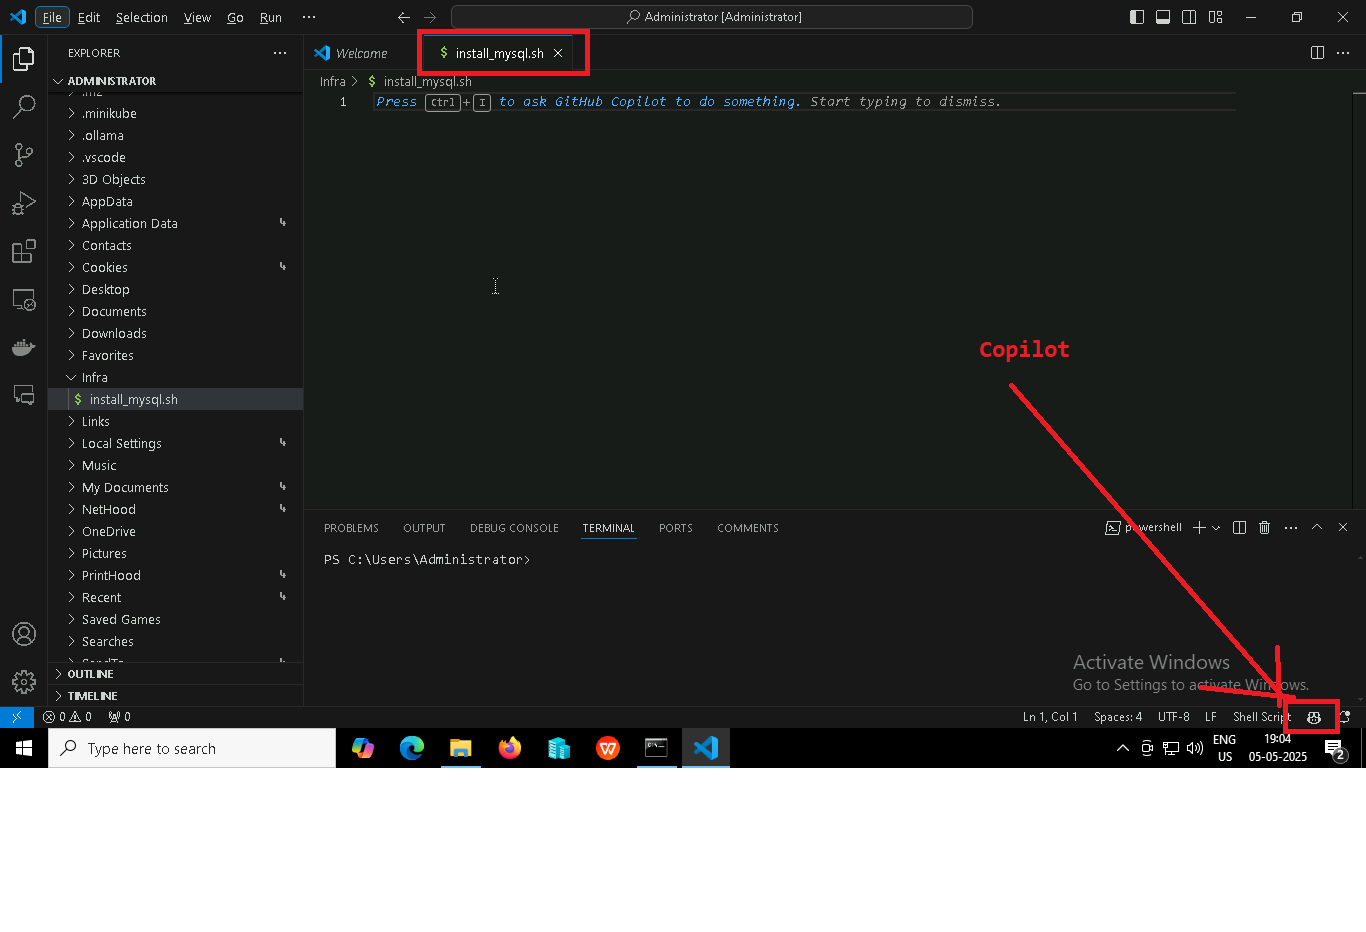 File Edit Selection View Go Run ··· Administrator [Administrator]
EXPLORER ···
ADMINISTRATOR
.minikube
.ollama
.vscode
3D Objects
AppData
Application Data
Contacts
Cookies
Desktop
Documents
Downloads
Favorites
Infra
install_mysql.sh
Links
Local Settings
Music
My Documents
NetHood
OneDrive
Pictures
PrintHood
Recent
Saved Games
Searches
OUTLINE
TIMELINE
Welcome $ install_mysql.sh
Infra > $ install_mysql.sh
1 Press Ctrl+I to ask GitHub Copilot to do something. Start typing to dismiss.
Copilot
PROBLEMS OUTPUT DEBUG CONSOLE TERMINAL PORTS COMMENTS powershell
PS C:\Users\Administrator>
Activate Windows
Go to Settings to activate Windows.
0 0 0 Ln 1, Col 1 Spaces: 4 UTF-8 LF Shell Script
Type here to search
ENG
US
19:04
05-05-2025
2